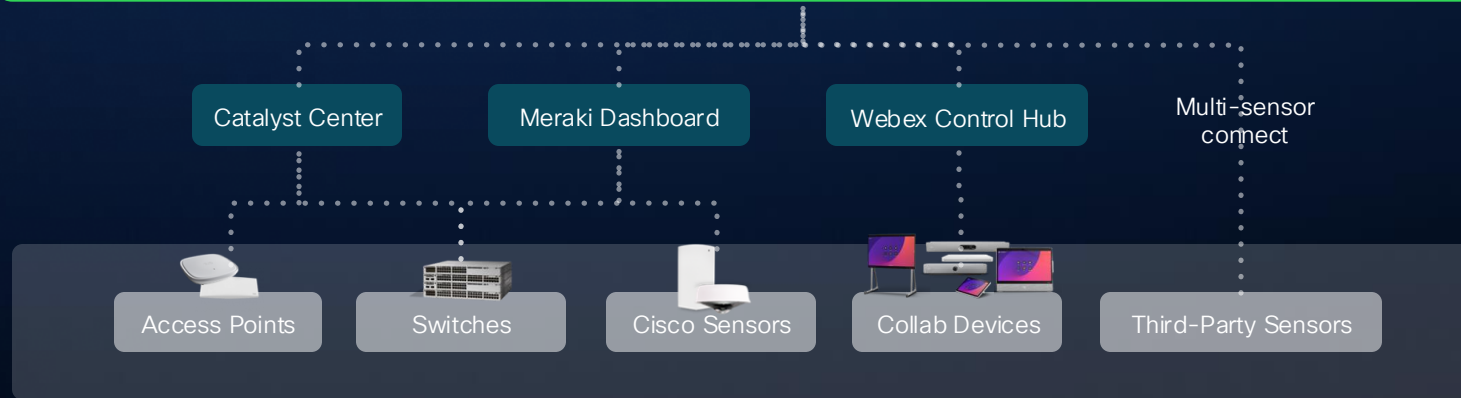 Catalyst Center
Meraki Dashboard
Webex Control Hub
Multi-sensor
connect
Access Points
Switches
Cisco Sensors
Collab Devices
Third-Party Sensors